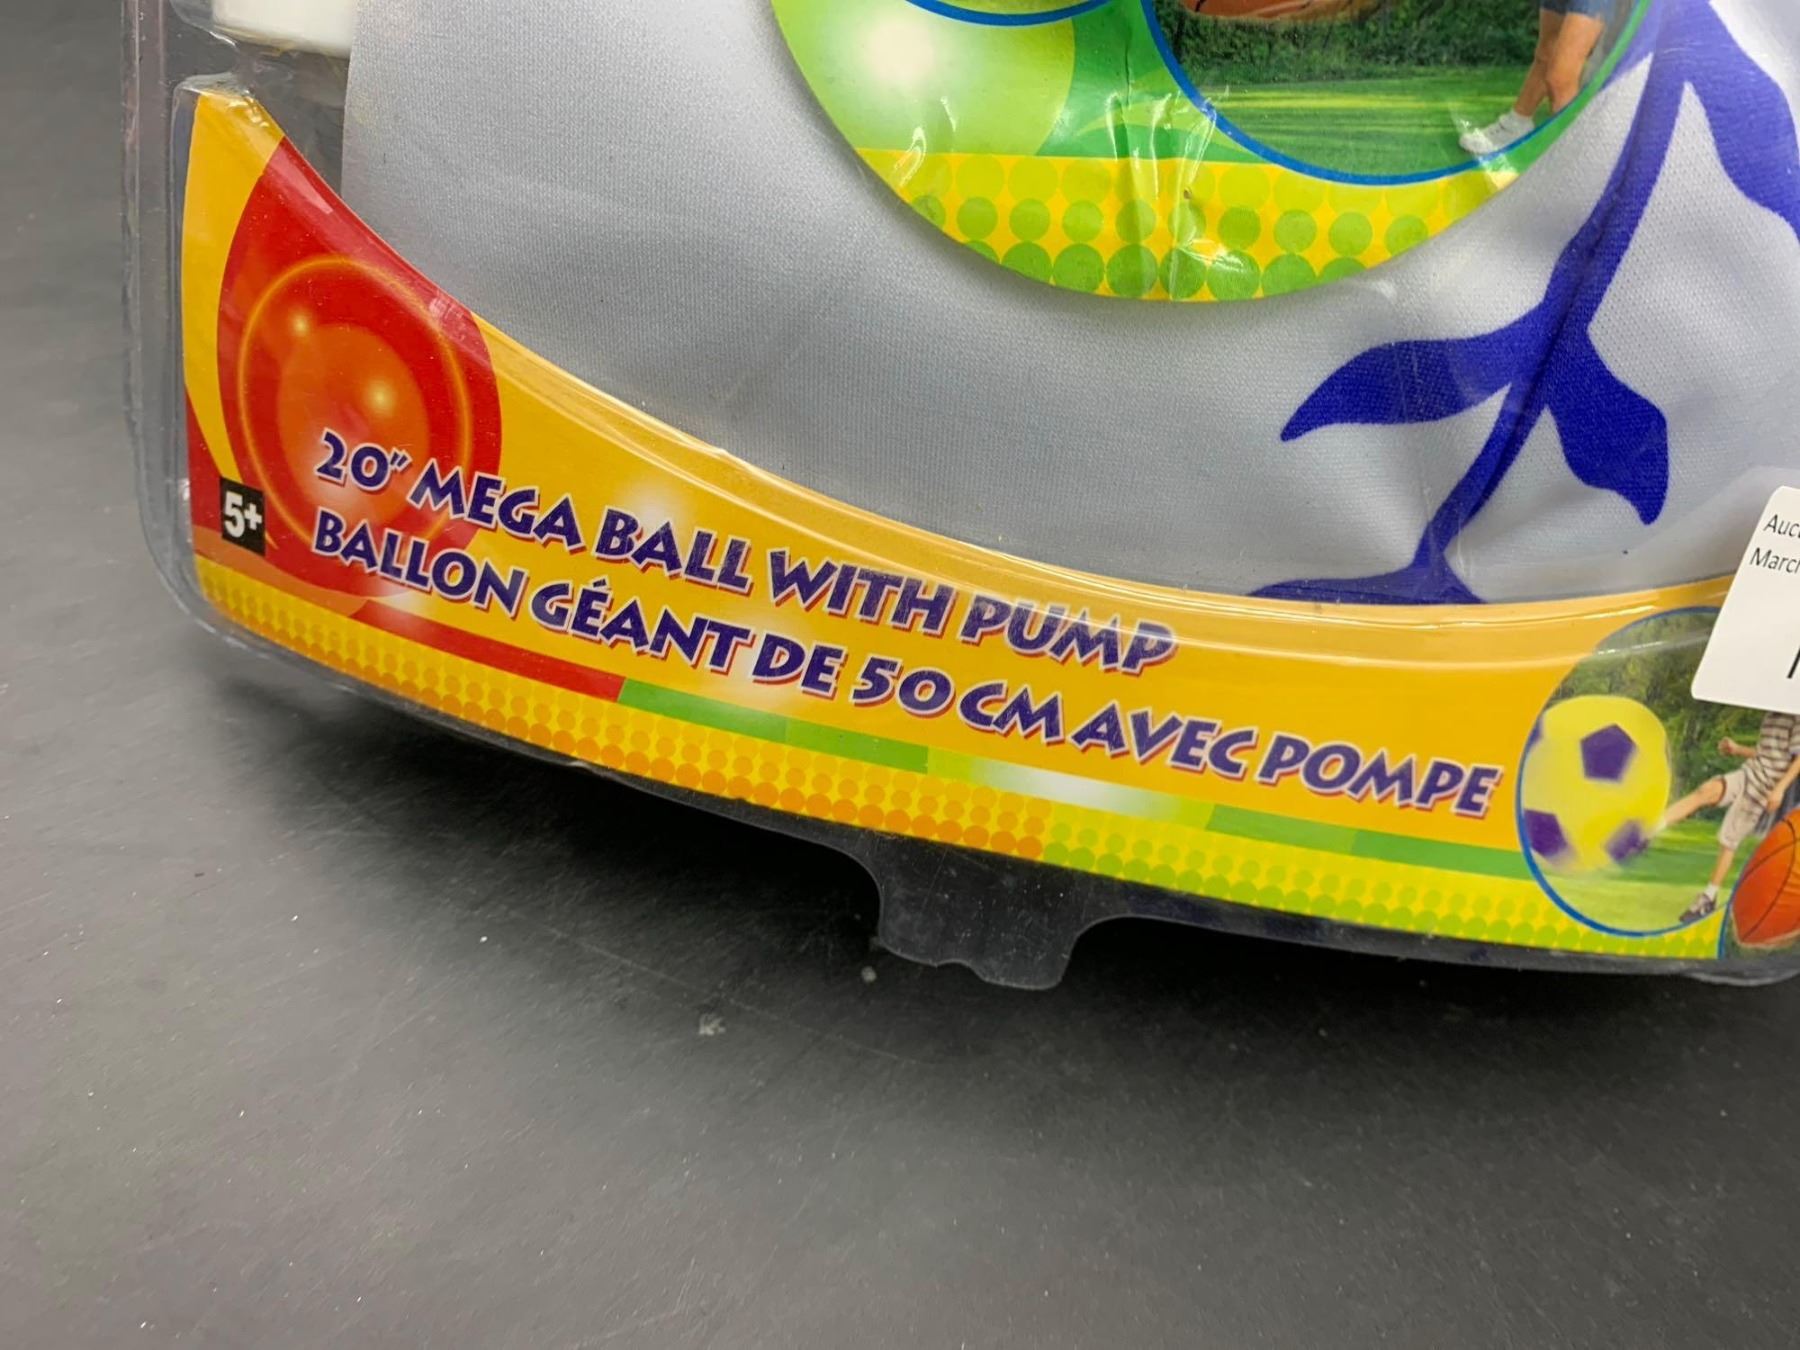 20" MEGA BALL WITH PUMP
BALLON GÉANT DE 50 CM AVEC POMPE
5+